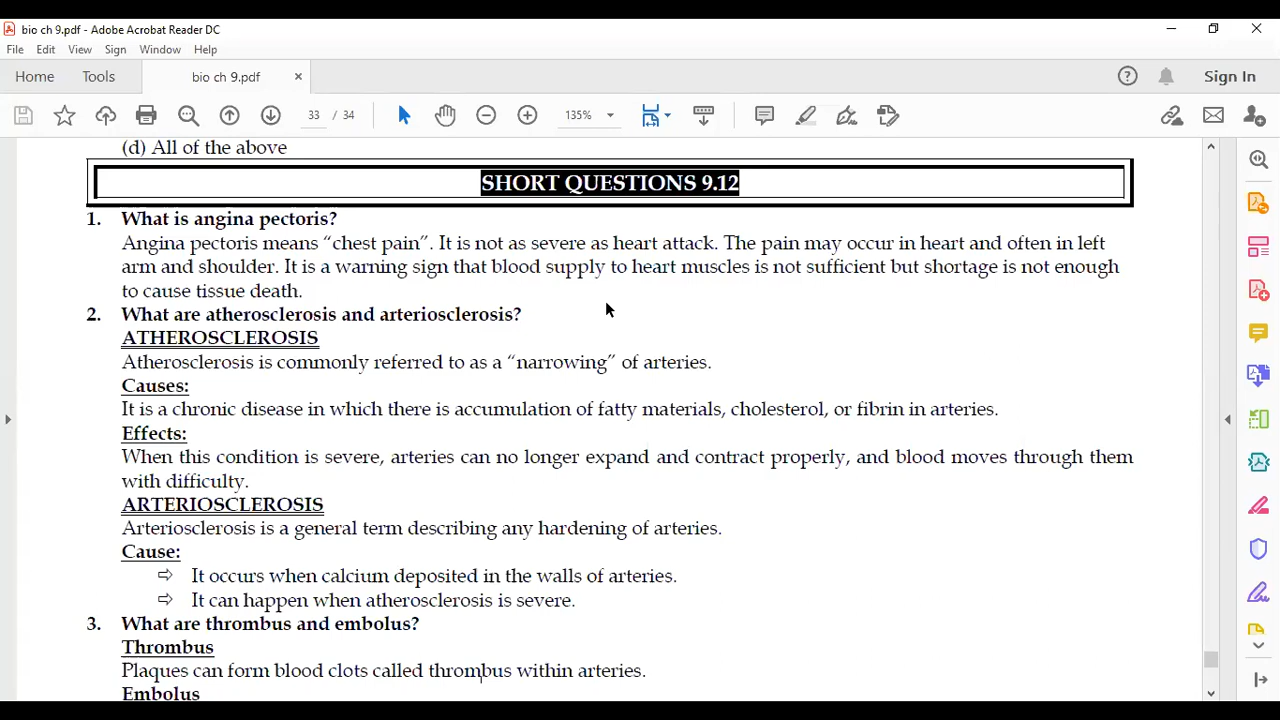 bio ch 9.pdf - Adobe Acrobat Reader DC
File Edit View Sign Window Help
Home Tools bio ch 9.pdf × Sign In
33 / 34 135%
(d) All of the above
SHORT QUESTIONS 9.12
1. What is angina pectoris?
Angina pectoris means “chest pain”. It is not as severe as heart attack. The pain may occur in heart and often in left
arm and shoulder. It is a warning sign that blood supply to heart muscles is not sufficient but shortage is not enough
to cause tissue death.
2. What are atherosclerosis and arteriosclerosis?
ATHEROSCLEROSIS
Atherosclerosis is commonly referred to as a “narrowing” of arteries.
Causes:
It is a chronic disease in which there is accumulation of fatty materials, cholesterol, or fibrin in arteries.
Effects:
When this condition is severe, arteries can no longer expand and contract properly, and blood moves through them
with difficulty.
ARTERIOSCLEROSIS
Arteriosclerosis is a general term describing any hardening of arteries.
Cause:
⇨ It occurs when calcium deposited in the walls of arteries.
⇨ It can happen when atherosclerosis is severe.
3. What are thrombus and embolus?
Thrombus
Plaques can form blood clots called thrombus within arteries.
Embolus